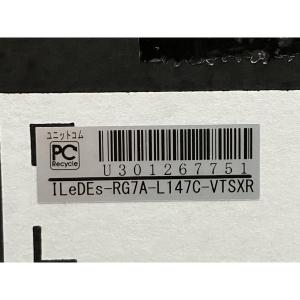 ユニットコム
PC
Recycle
U301267751
ILeDEs-RG7A-L147C-VTSXR